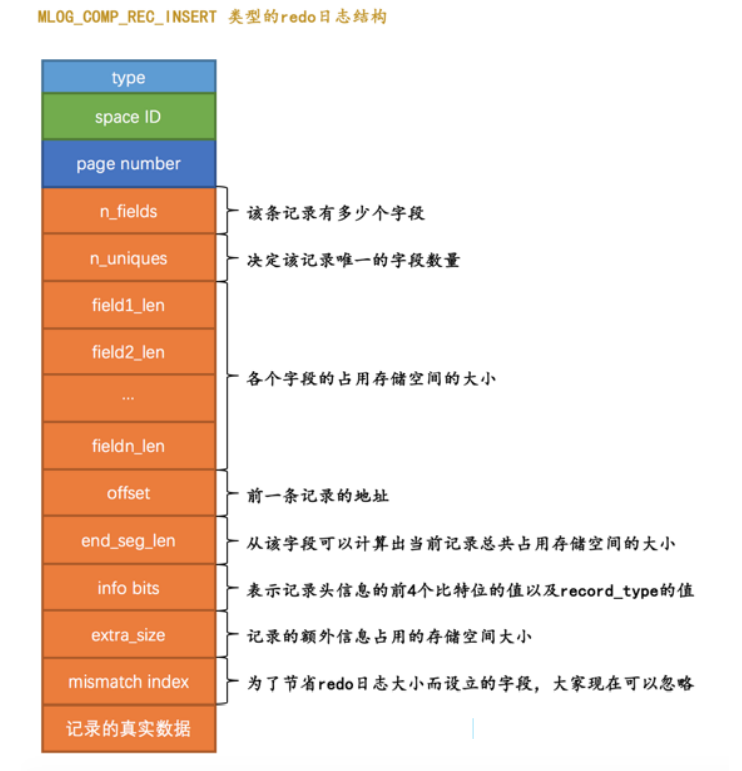 MLOG_COMP_REC_INSERT 类型的redo日志结构
type
space ID
page number
n_fields
该条记录有多少个字段
n_uniques
决定该记录唯一的字段数量
field1_len
field2_len
...
fieldn_len
各个字段的占用存储空间的大小
offset
前一条记录的地址
end_seg_len
从该字段可以计算出当前记录总共占用存储空间的大小
info bits
表示记录头信息的前4个比特位的值以及record_type的值
extra_size
记录的额外信息占用的存储空间大小
mismatch index
为了节省redo日志大小而设立的字段，大家现在可以忽略
记录的真实数据